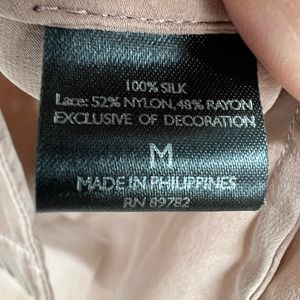 100% SILK
Lace: 52% NYLON, 48% RAYON
EXCLUSIVE OF DECORATION
M
MADE IN PHILIPPINES
RN 89782